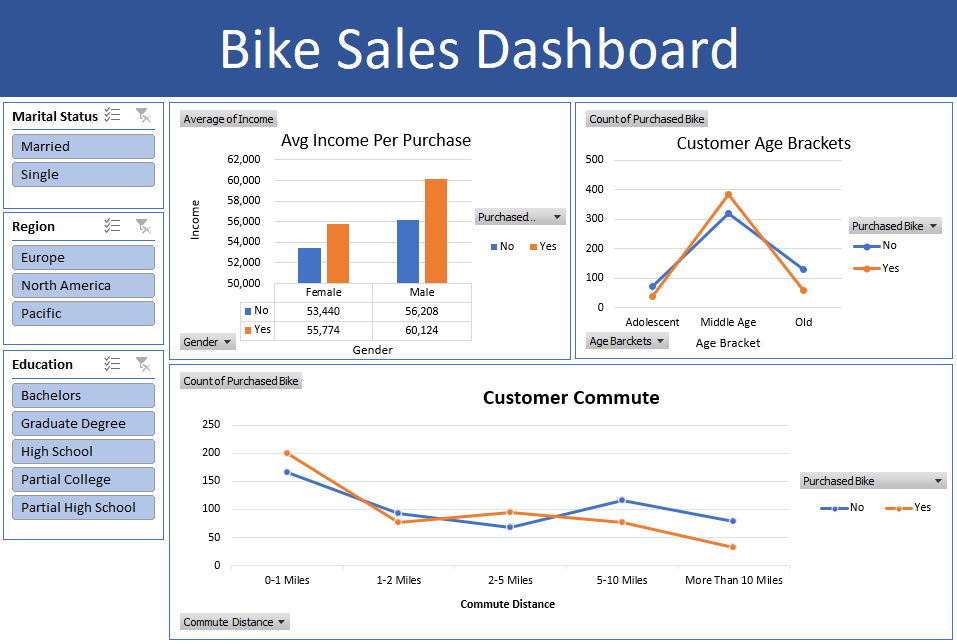 Bike Sales Dashboard
Marital Status
Married
Single
Region
Europe
North America
Pacific
Education
Bachelors
Graduate Degree
High School
Partial College
Partial High School
Average of Income
Avg Income Per Purchase
62,000
60,000
58,000
56,000
54,000
52,000
50,000
Income
Purchased...
No Yes
Female Male
No 53,440 56,208
Yes 55,774 60,124
Gender
Gender
Count of Purchased Bike
Customer Age Brackets
500
400
300
200
100
0
Purchased Bike
No
Yes
Adolescent Middle Age Old
Age Barckets
Age Bracket
Count of Purchased Bike
Customer Commute
250
200
150
100
50
0
Purchased Bike
No Yes
0-1 Miles 1-2 Miles 2-5 Miles 5-10 Miles More Than 10 Miles
Commute Distance
Commute Distance